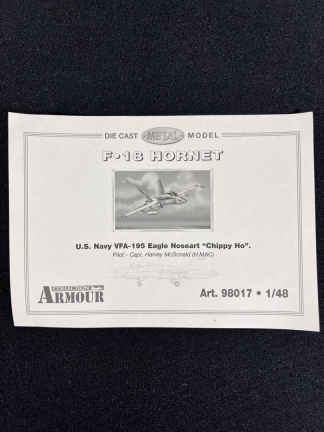 DIE CAST METAL MODEL
F•18 HORNET
U.S. Navy VFA-195 Eagle Noseart "Chippy Ho".
Pilot - Capt. Harvey McDonald (H.MAC)
COLLECTION
ARMOUR
Art. 98017 • 1/48